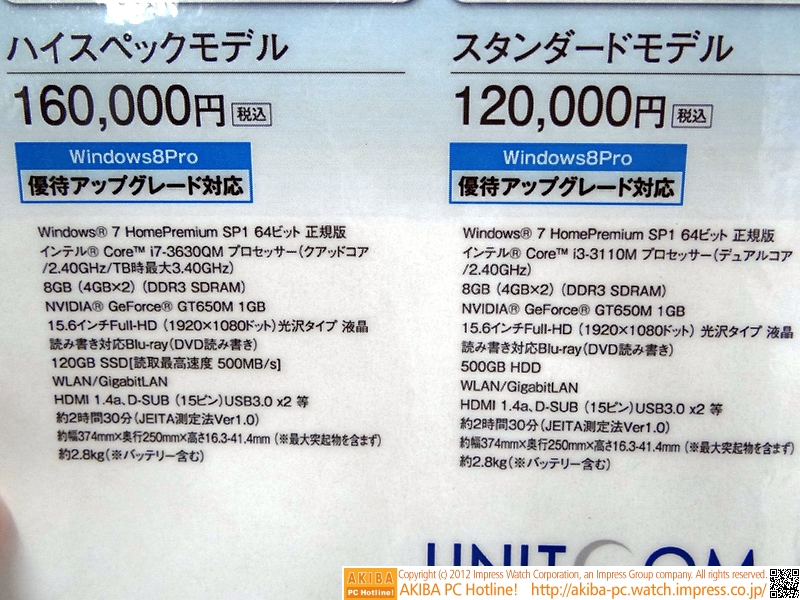 ハイスペックモデル
160,000円 税込
Windows8Pro
優待アップグレード対応
Windows® 7 HomePremium SP1 64ビット 正規版
インテル® Core™ i7-3630QM プロセッサー(クアッドコア
/2.40GHz/TB時最大3.40GHz)
8GB (4GB×2) (DDR3 SDRAM)
NVIDIA® GeForce® GT650M 1GB
15.6インチFull-HD (1920×1080ドット)光沢タイプ 液晶
読み書き対応Blu-ray(DVD読み書き)
120GB SSD[読取最高速度 500MB/s]
WLAN/GigabitLAN
HDMI 1.4a、D-SUB (15ピン)USB3.0 x2 等
約2時間30分(JEITA測定法Ver1.0)
約幅374mm×奥行250mm×高さ16.3-41.4mm (※最大突起物を含まず)
約2.8kg(※バッテリー含む)
スタンダードモデル
120,000円 税込
Windows8Pro
優待アップグレード対応
Windows® 7 HomePremium SP1 64ビット 正規版
インテル® Core™ i3-3110M プロセッサー(デュアルコア
/2.40GHz)
8GB (4GB×2) (DDR3 SDRAM)
NVIDIA® GeForce® GT650M 1GB
15.6インチFull-HD (1920×1080ドット) 光沢タイプ 液晶
読み書き対応Blu-ray(DVD読み書き)
500GB HDD
WLAN/GigabitLAN
HDMI 1.4a、D-SUB (15ピン)USB3.0 x2 等
約2時間30分(JEITA測定法Ver1.0)
約幅374mm×奥行250mm×高さ16.3-41.4mm (※最大突起物を含まず)
約2.8kg(※バッテリー含む)
UNITCOM
AKIBA
PC Hotline!
Copyright (c) 2012 Impress Watch Corporation, an Impress Group company. All rights reserved.
AKIBA PC Hotline! http://akiba-pc.watch.impress.co.jp/